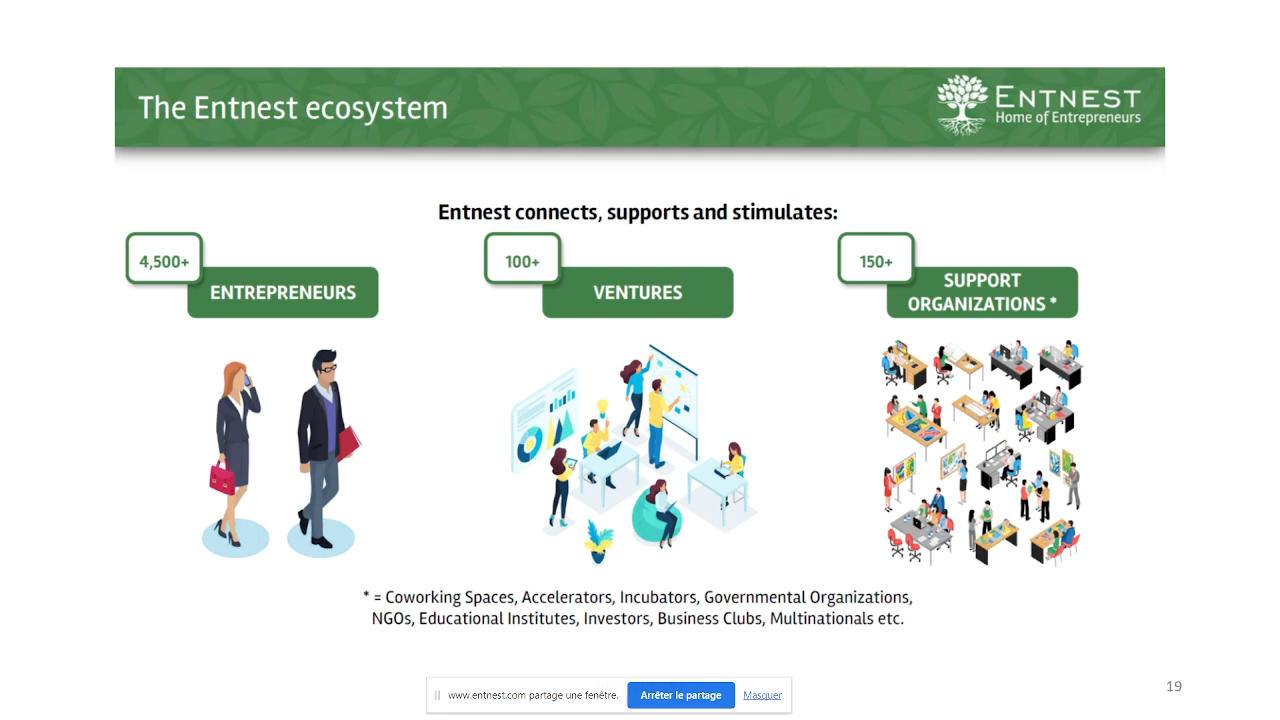 The Entnest ecosystem
ENTNEST
Home of Entrepreneurs
Entnest connects, supports and stimulates:
4,500+
ENTREPRENEURS
100+
VENTURES
150+
SUPPORT
ORGANIZATIONS *
* = Coworking Spaces, Accelerators, Incubators, Governmental Organizations,
NGOs, Educational Institutes, Investors, Business Clubs, Multinationals etc.
www.entnest.com partage une fenêtre.
Arrêter le partage
Masquer
19